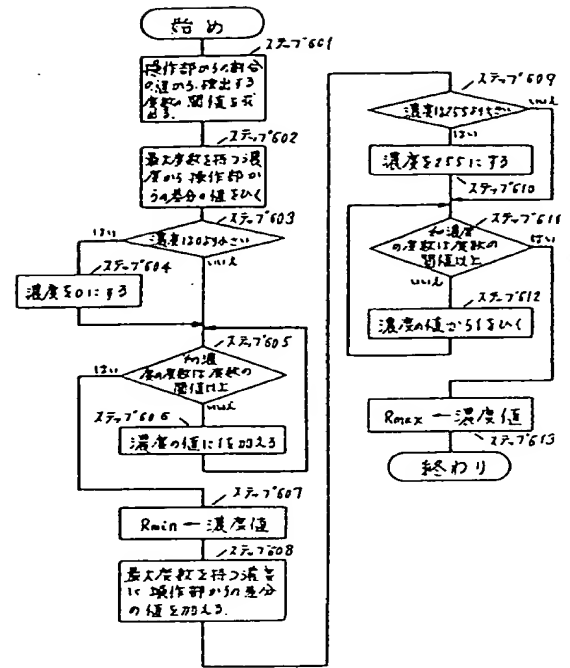 始め
ステップ601
操作部からの割合
の値から、検出する
度数の閾値を求
める.
ステップ602
最大度数を持つ濃
度から操作部か
らの差分の値をひく
ステップ603
濃度は0より小さい
はい
いいえ
ステップ604
濃度を0にする
ステップ605
はい
度の度数は度数の
閾値以上
いいえ
ステップ606
濃度の値に1を加える
ステップ607
Rmin ← 濃度値
ステップ608
最大度数を持つ濃度
に操作部からの差分
の値を加える.
ステップ609
濃度は255より大きい
いいえ
はい
濃度を255にする
ステップ610
ステップ611
の度数は度数の
閾値以上
はい
いいえ
ステップ612
濃度の値から1をひく
Rmax ← 濃度値
ステップ613
終わり